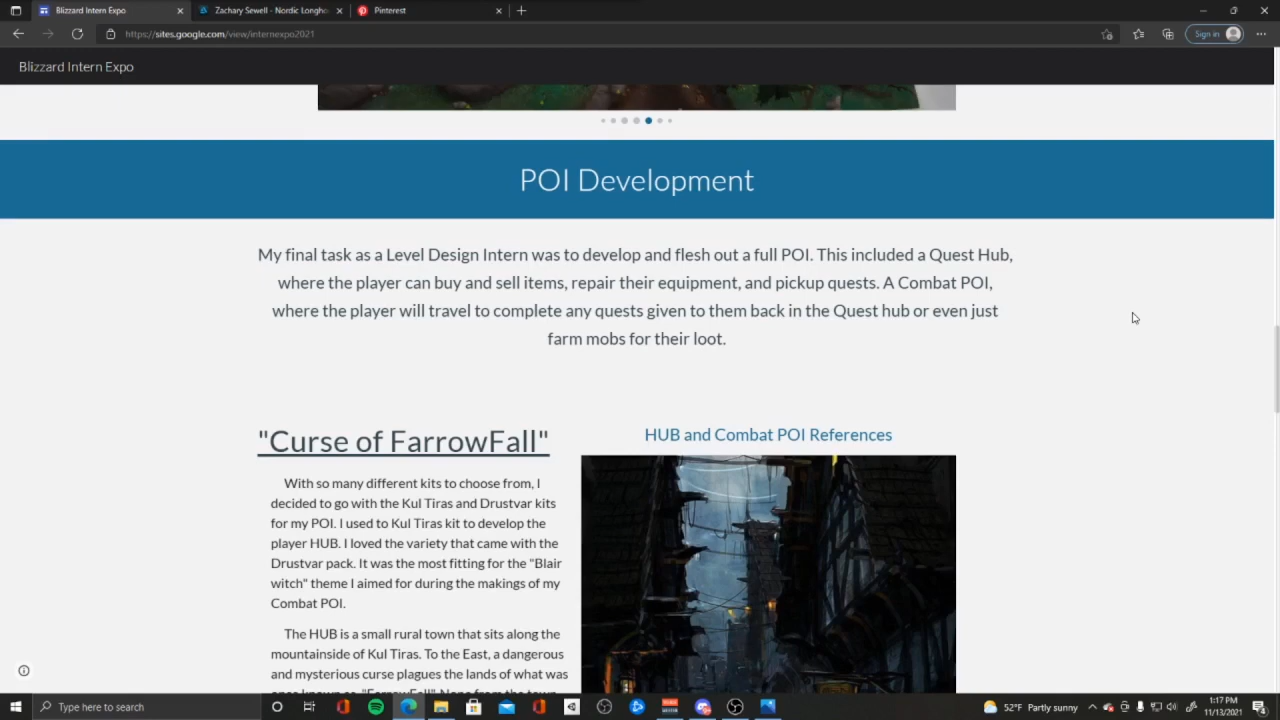 Blizzard Intern Expo
Zachary Sewell - Nordic Longho
Pinterest
https://sites.google.com/view/internexpo2021
Sign in
Blizzard Intern Expo
POI Development
My final task as a Level Design Intern was to develop and flesh out a full POI. This included a Quest Hub,
where the player can buy and sell items, repair their equipment, and pickup quests. A Combat POI,
where the player will travel to complete any quests given to them back in the Quest hub or even just
farm mobs for their loot.
"Curse of FarrowFall"
With so many different kits to choose from, I
decided to go with the Kul Tiras and Drustvar kits
for my POI. I used to Kul Tiras kit to develop the
player HUB. I loved the variety that came with the
Drustvar pack. It was the most fitting for the "Blair
witch" theme I aimed for during the makings of my
Combat POI.
The HUB is a small rural town that sits along the
mountainside of Kul Tiras. To the East, a dangerous
and mysterious curse plagues the lands of what was
once known as "FarrowFall" None from the town
HUB and Combat POI References
Type here to search
52°F Partly sunny
1:17 PM
11/13/2021
4